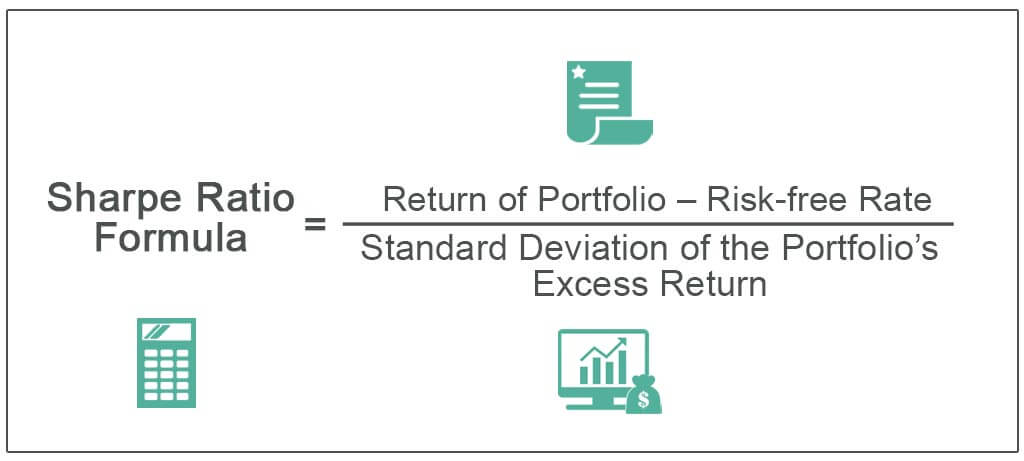 Sharpe Ratio
Formula
=
Return of Portfolio – Risk-free Rate
Standard Deviation of the Portfolio’s
Excess Return
$